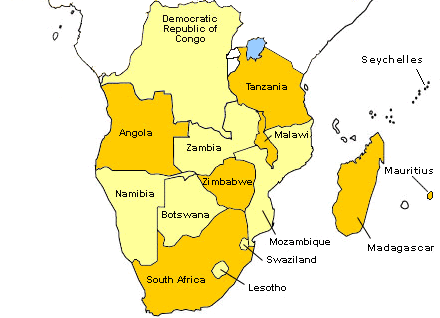 Democratic
Republic of
Congo
Seychelles
Tanzania
Angola
Malawi
Zambia
Mauritius
Zimbabwe
Namibia
Botswana
Mozambique
Madagascar
Swaziland
South Africa
Lesotho